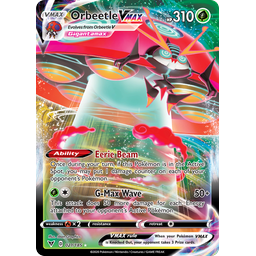 Orbeetle VMAX HP 310
Evolves from Orbeetle V
Gigantamax
Ability Eerie Beam
Once during your turn, if this Pokémon is in the Active
Spot, you may put 1 damage counter on each of your
opponent's Pokémon.
G-Max Wave 50+
This attack does 50 more damage for each Energy
attached to your opponent's Active Pokémon.
weakness ×2 resistance retreat
VMAX rule When your Pokémon VMAX
is Knocked Out, your opponent takes 3 Prize cards.